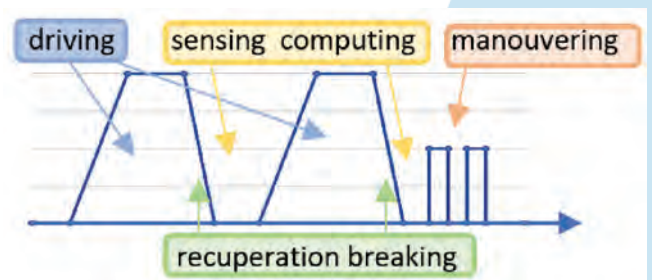 driving
sensing computing
manouvering
recuperation breaking